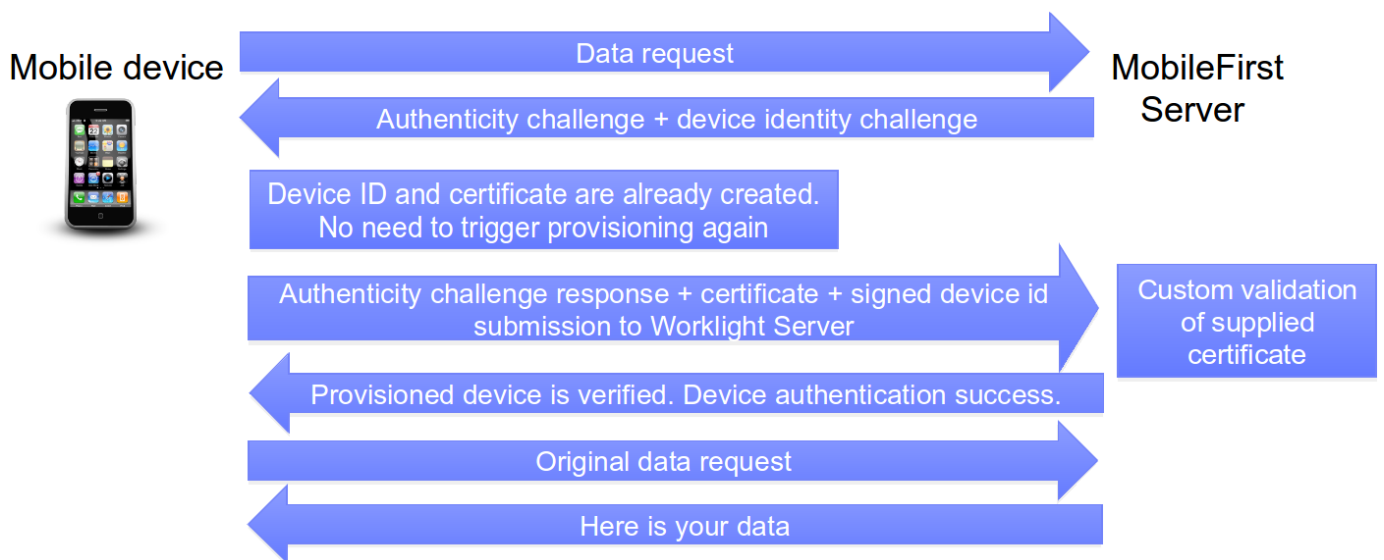 Data request
Mobile device
MobileFirst
Server
Authenticity challenge + device identity challenge
Device ID and certificate are already created.
No need to trigger provisioning again
Authenticity challenge response + certificate + signed device id
submission to Worklight Server
Custom validation
of supplied
certificate
Provisioned device is verified. Device authentication success.
Original data request
Here is your data